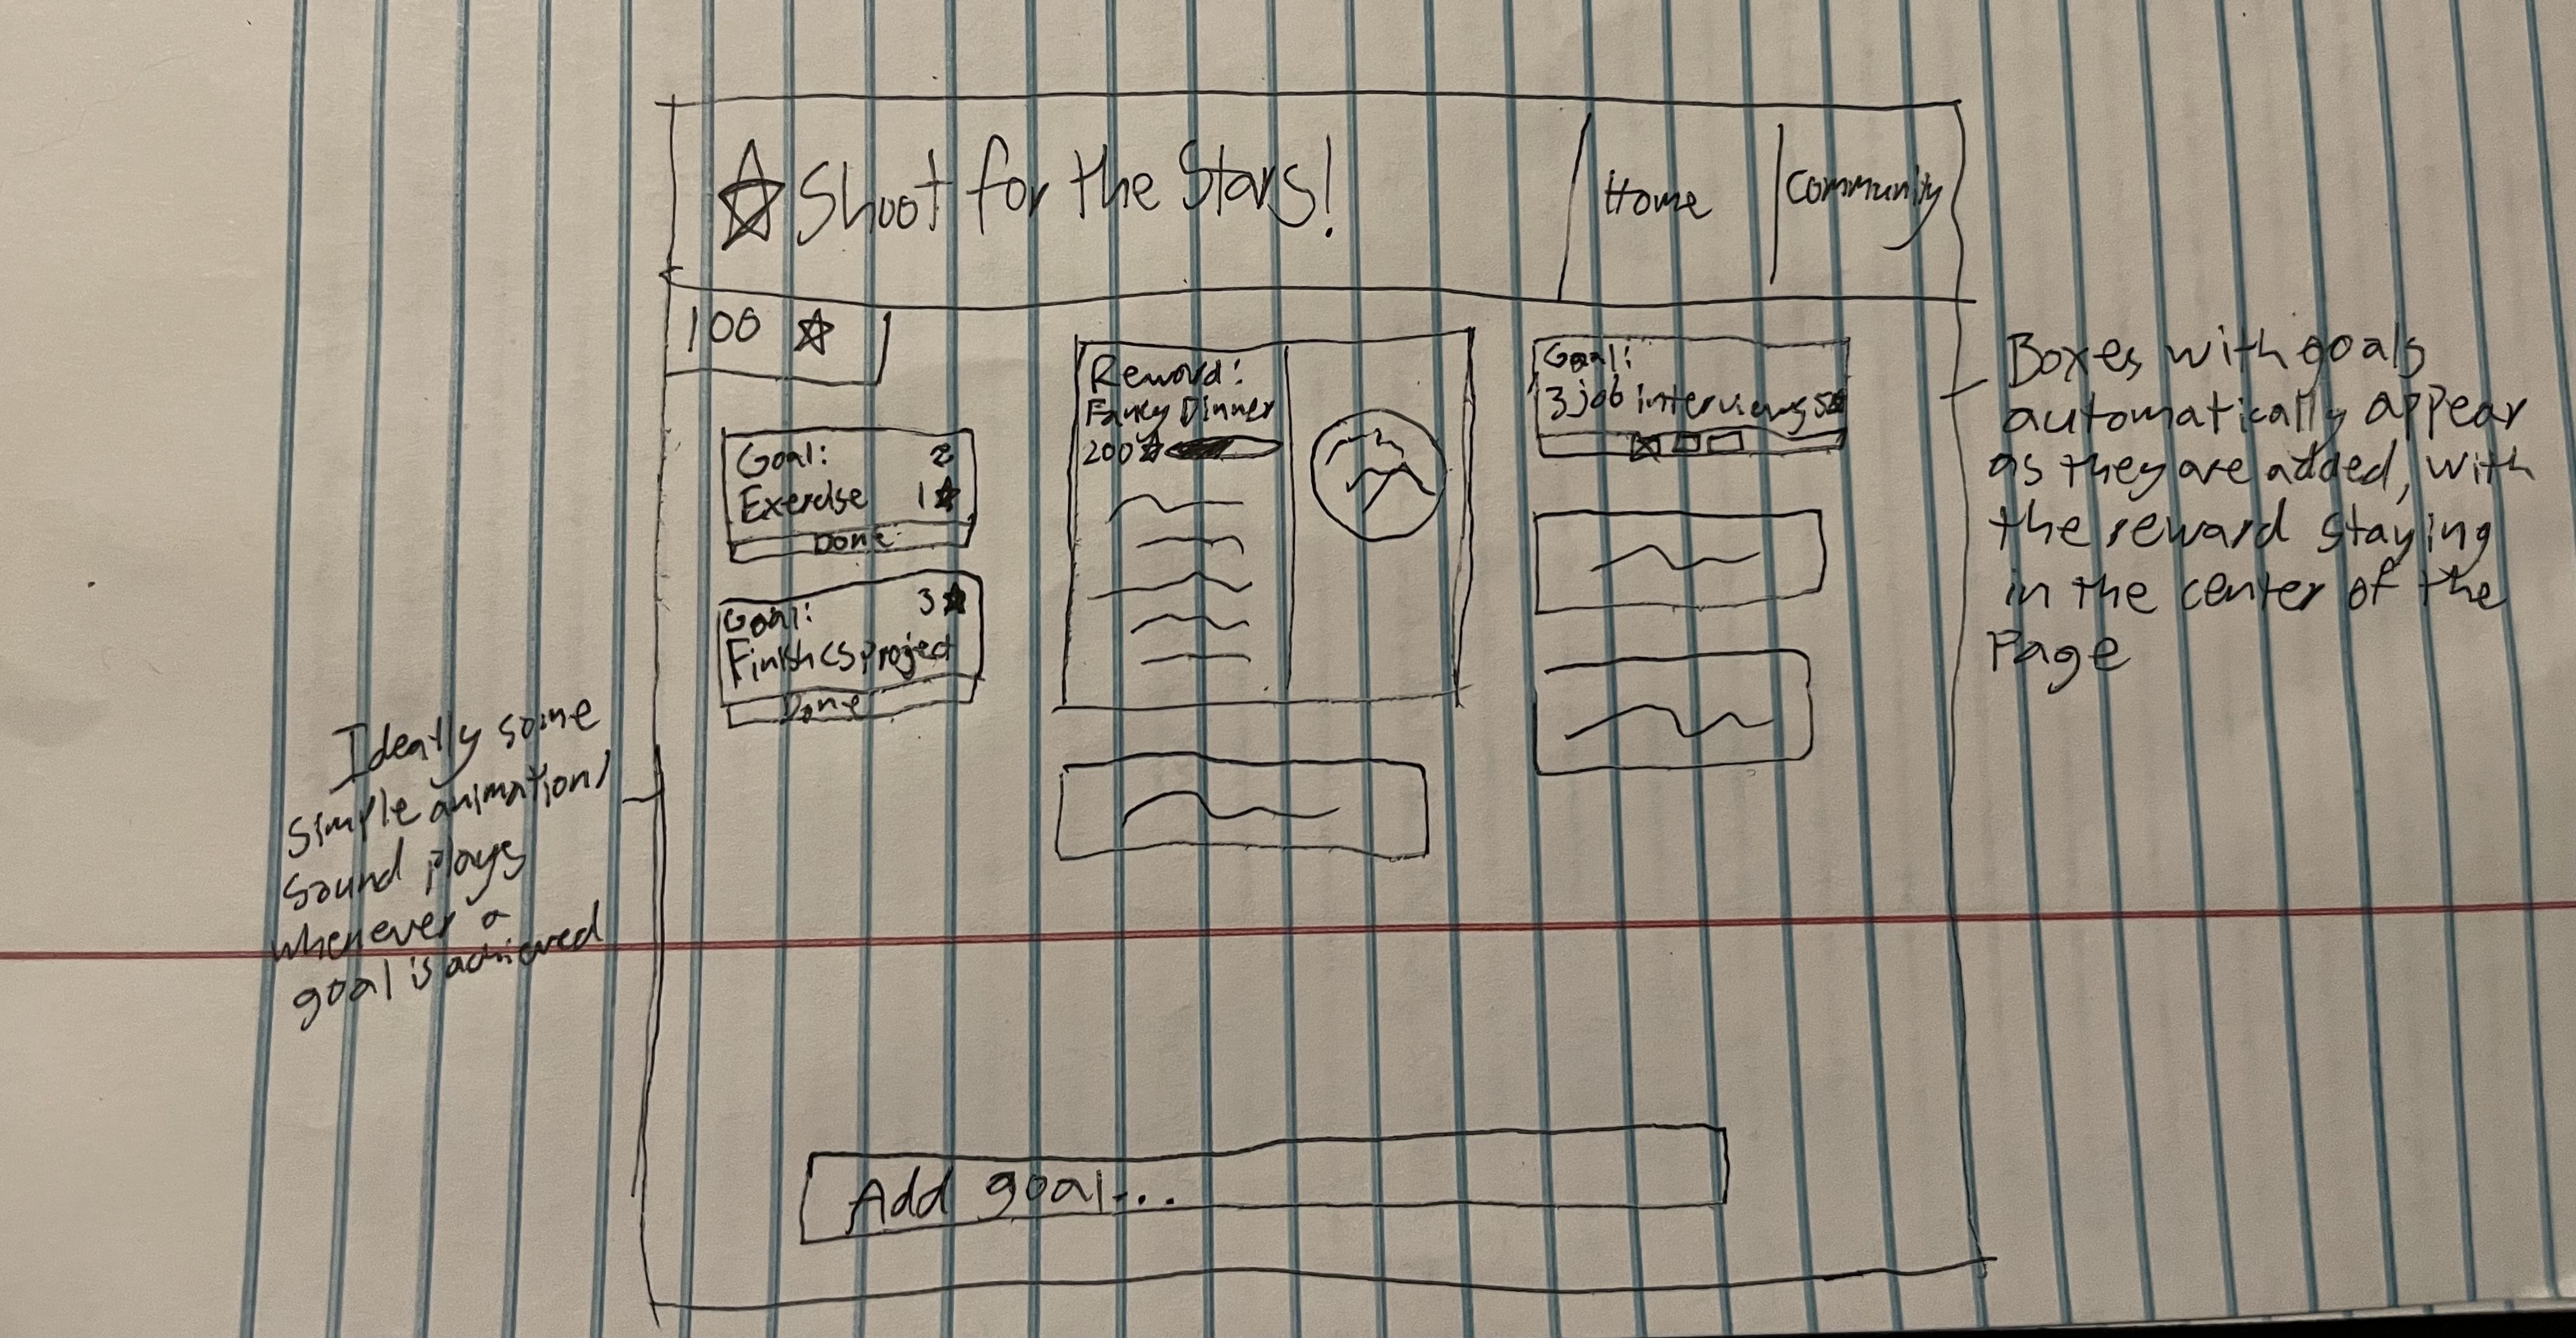 ☆ Shoot for the Stars!
Home
Community
100 ☆
Goal:
Exercise 1★
Done
Goal: 3★
Finish CS project
Done
Reward:
Fancy Dinner
200★
Goal:
3 job interviews 5★
Add goal...
Ideally some
simple animation/
sound plays
whenever a
goal is achieved
Boxes with goals
automatically appear
as they are added, with
the reward staying
in the center of the
Page